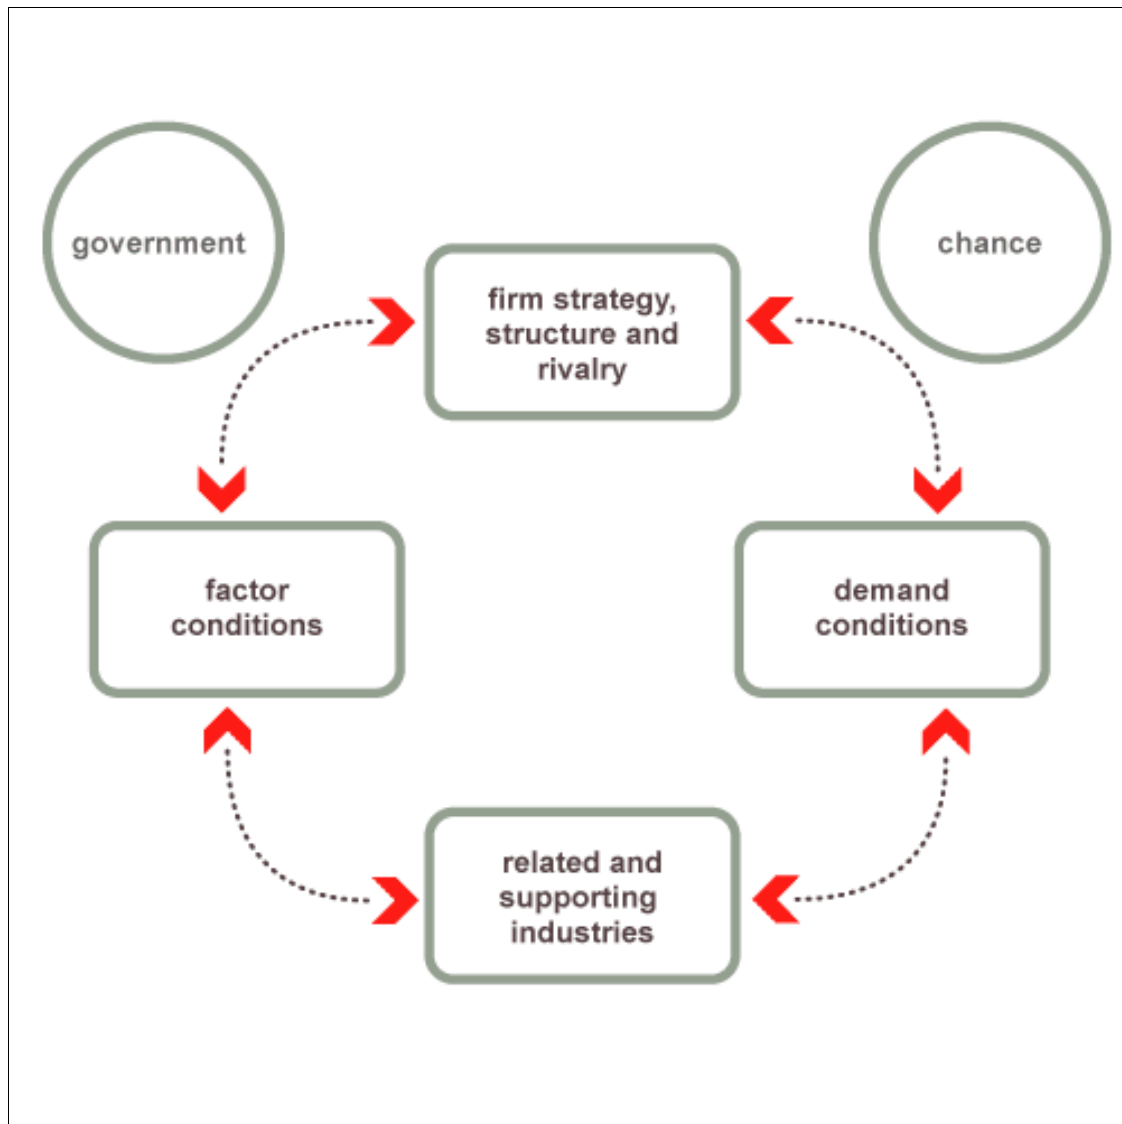 government
chance
firm strategy,
structure and
rivalry
factor
conditions
demand
conditions
related and
supporting
industries